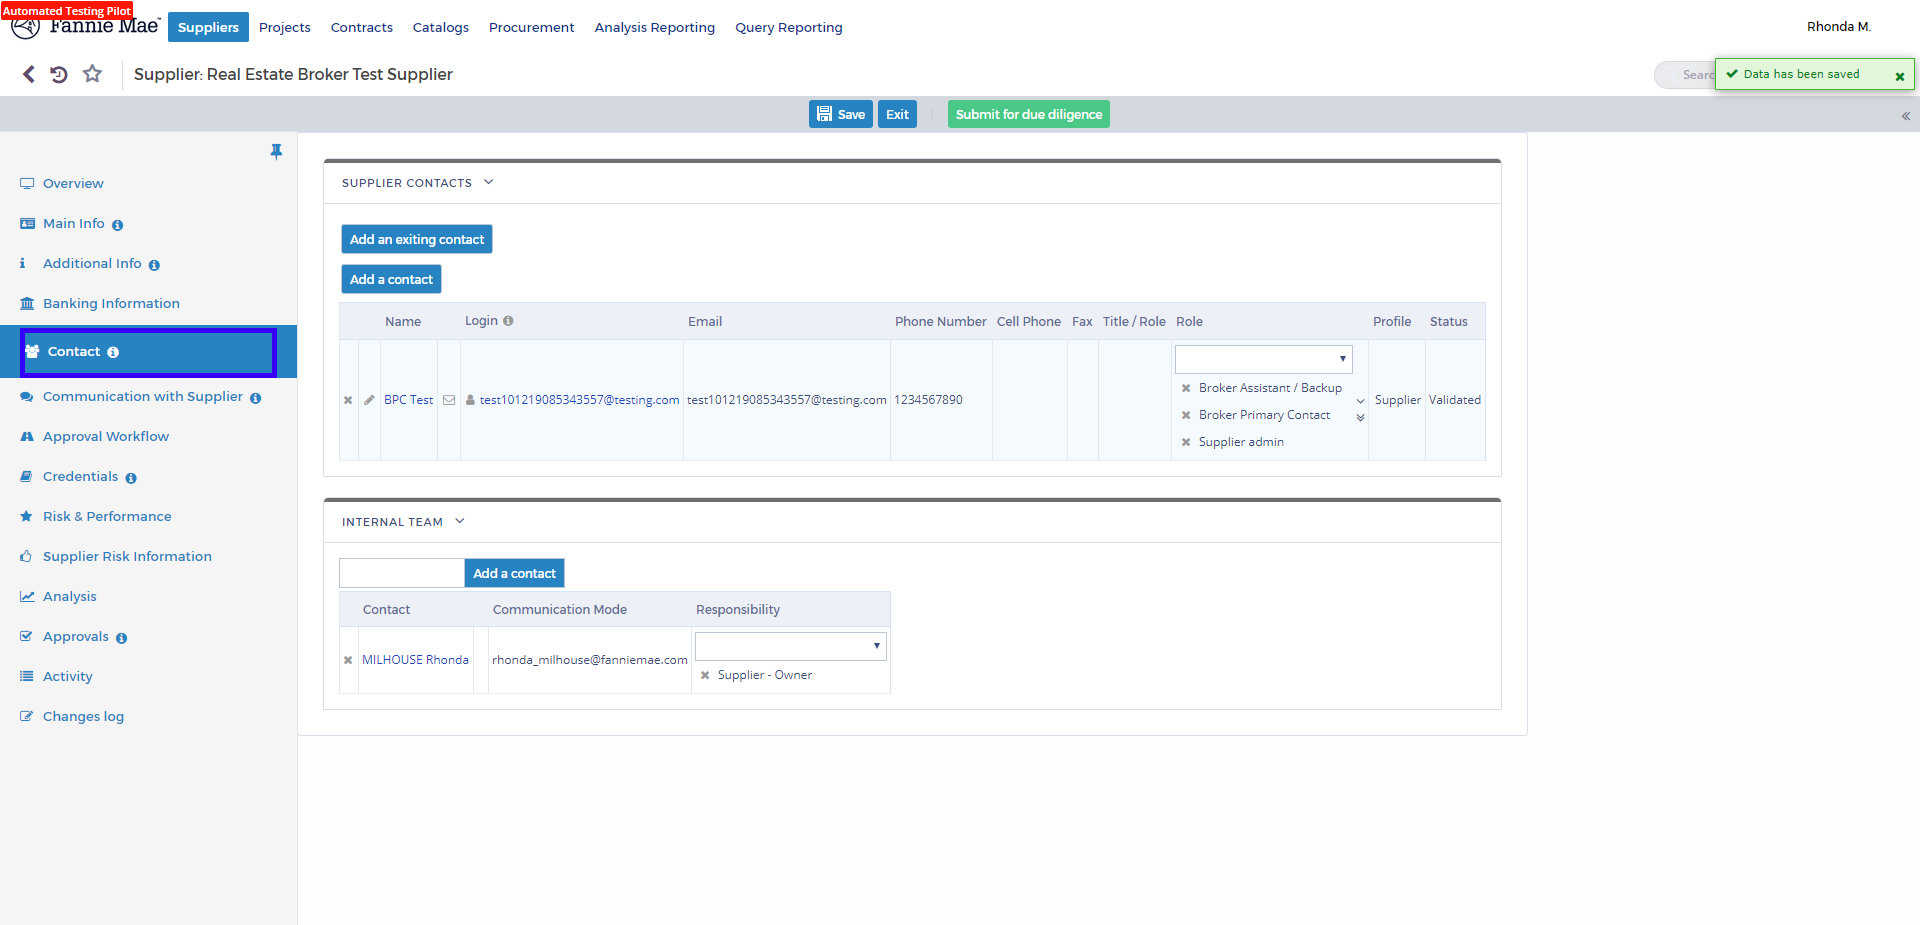 Automated Testing Pilot
Fannie Mae
Suppliers Projects Contracts Catalogs Procurement Analysis Reporting Query Reporting
Rhonda M.
Supplier: Real Estate Broker Test Supplier
Searc
Data has been saved
Save Exit Submit for due diligence
Overview
Main Info
Additional Info
Banking Information
Contact
Communication with Supplier
Approval Workflow
Credentials
Risk & Performance
Supplier Risk Information
Analysis
Approvals
Activity
Changes log
SUPPLIER CONTACTS
Add an exiting contact
Add a contact
Name Login Email Phone Number Cell Phone Fax Title / Role Role Profile Status
BPC Test test101219085343557@testing.com test101219085343557@testing.com 1234567890 Supplier Validated
Broker Assistant / Backup
Broker Primary Contact
Supplier admin
INTERNAL TEAM
Add a contact
Contact Communication Mode Responsibility
MILHOUSE Rhonda rhonda_milhouse@fanniemae.com
Supplier - Owner